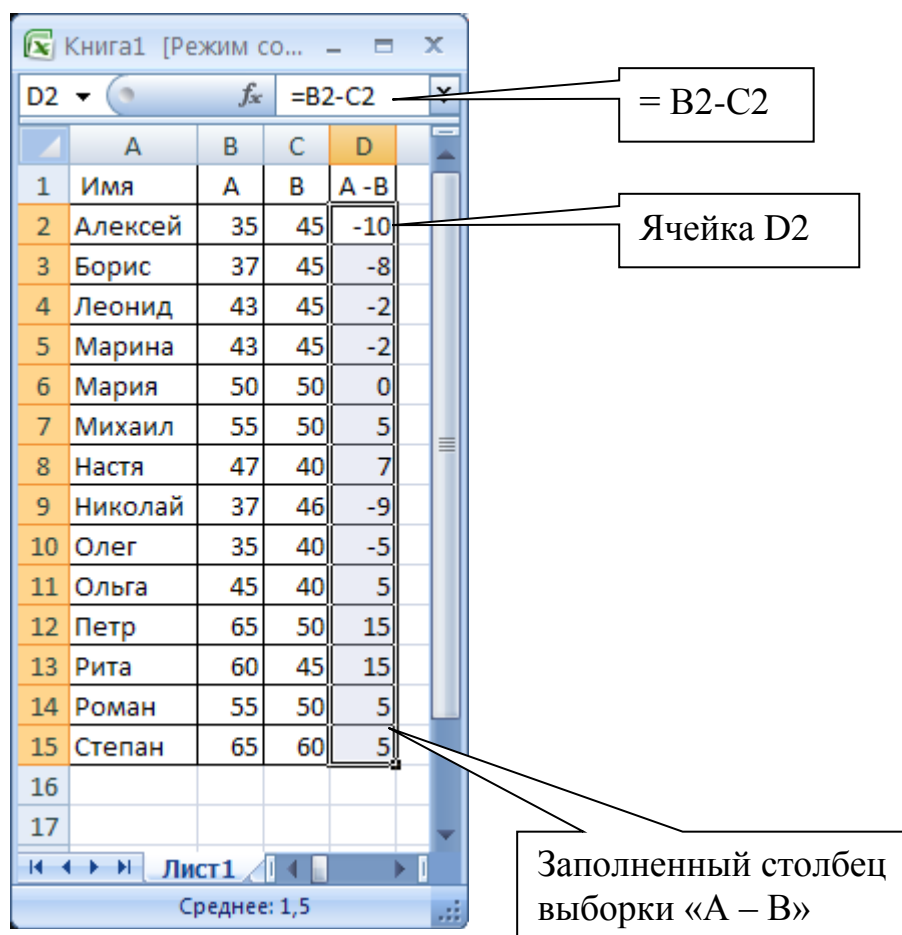 Книга1 [Режим со...
D2 fx =B2-C2
= B2-C2
A B C D
1 Имя A B A -B
2 Алексей 35 45 -10
Ячейка D2
3 Борис 37 45 -8
4 Леонид 43 45 -2
5 Марина 43 45 -2
6 Мария 50 50 0
7 Михаил 55 50 5
8 Настя 47 40 7
9 Николай 37 46 -9
10 Олег 35 40 -5
11 Ольга 45 40 5
12 Петр 65 50 15
13 Рита 60 45 15
14 Роман 55 50 5
15 Степан 65 60 5
16
17
Лист1
Среднее: 1,5
Заполненный столбец
выборки «A – B»